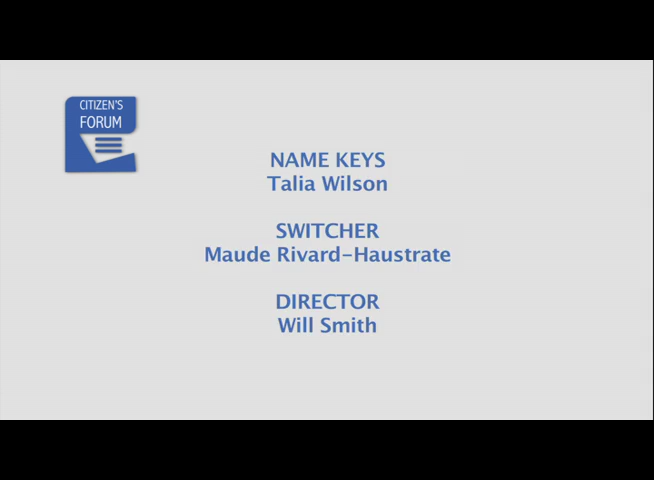 CITIZEN'S
FORUM
NAME KEYS
Talia Wilson
SWITCHER
Maude Rivard-Haustrate
DIRECTOR
Will Smith